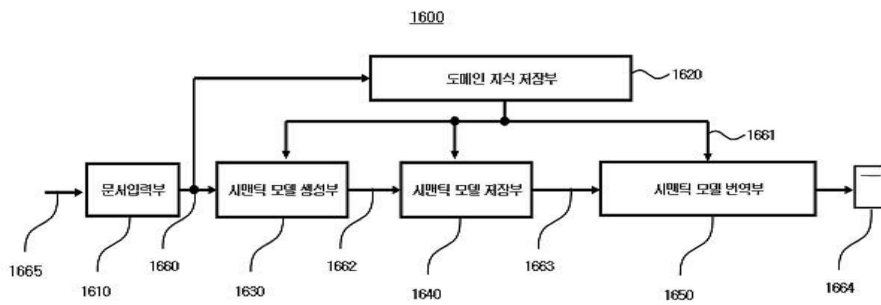 1600
도메인 지식 저장부
1620
1661
문서입력부
시맨틱 모델 생성부
시맨틱 모델 저장부
시맨틱 모델 번역부
1665
1610
1660
1630
1662
1640
1663
1650
1664